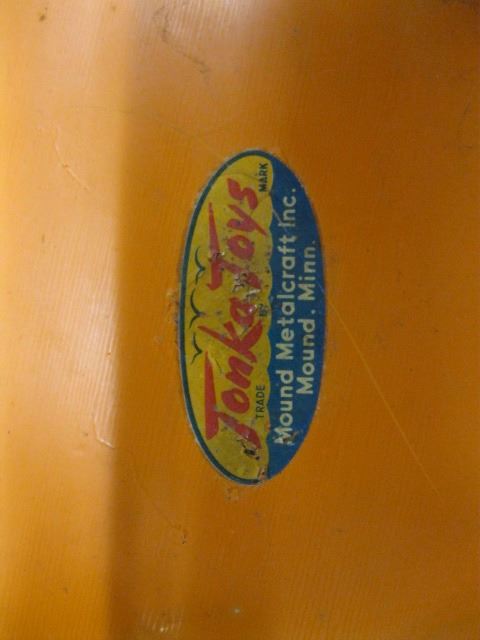 Tonka Toys
TRADE MARK
Mound Metalcraft Inc.
Mound, Minn.